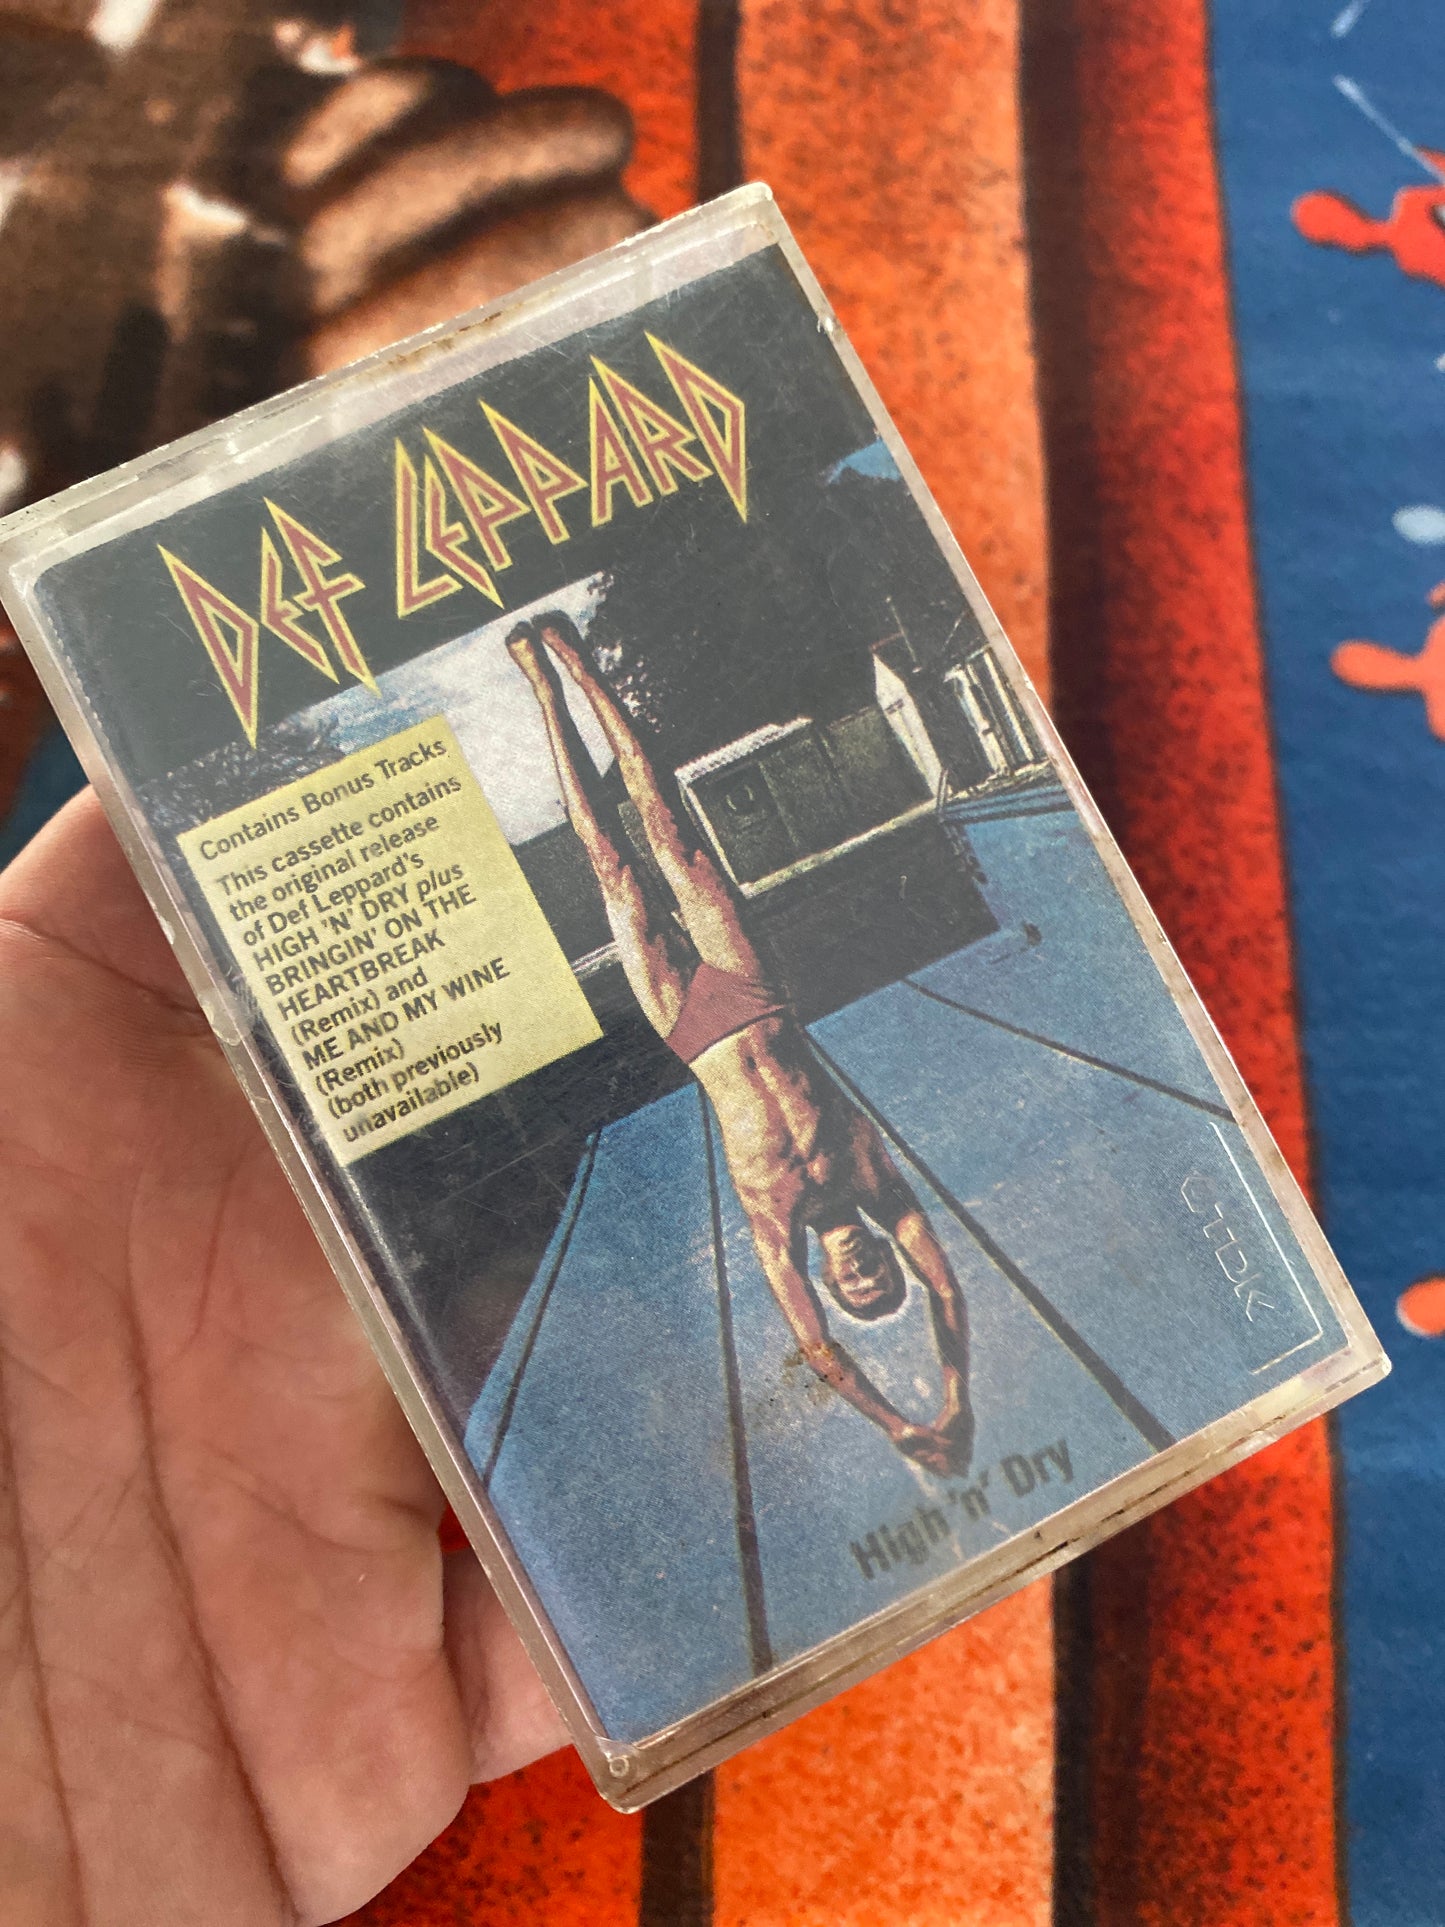 DEF LEPPARD
Contains Bonus Tracks
This cassette contains
the original release
of Def Leppard's
HIGH 'N' DRY plus
BRINGIN' ON THE
HEARTBREAK
(Remix) and
ME AND MY WINE
(Remix)
(both previously
unavailable)
High 'n' Dry